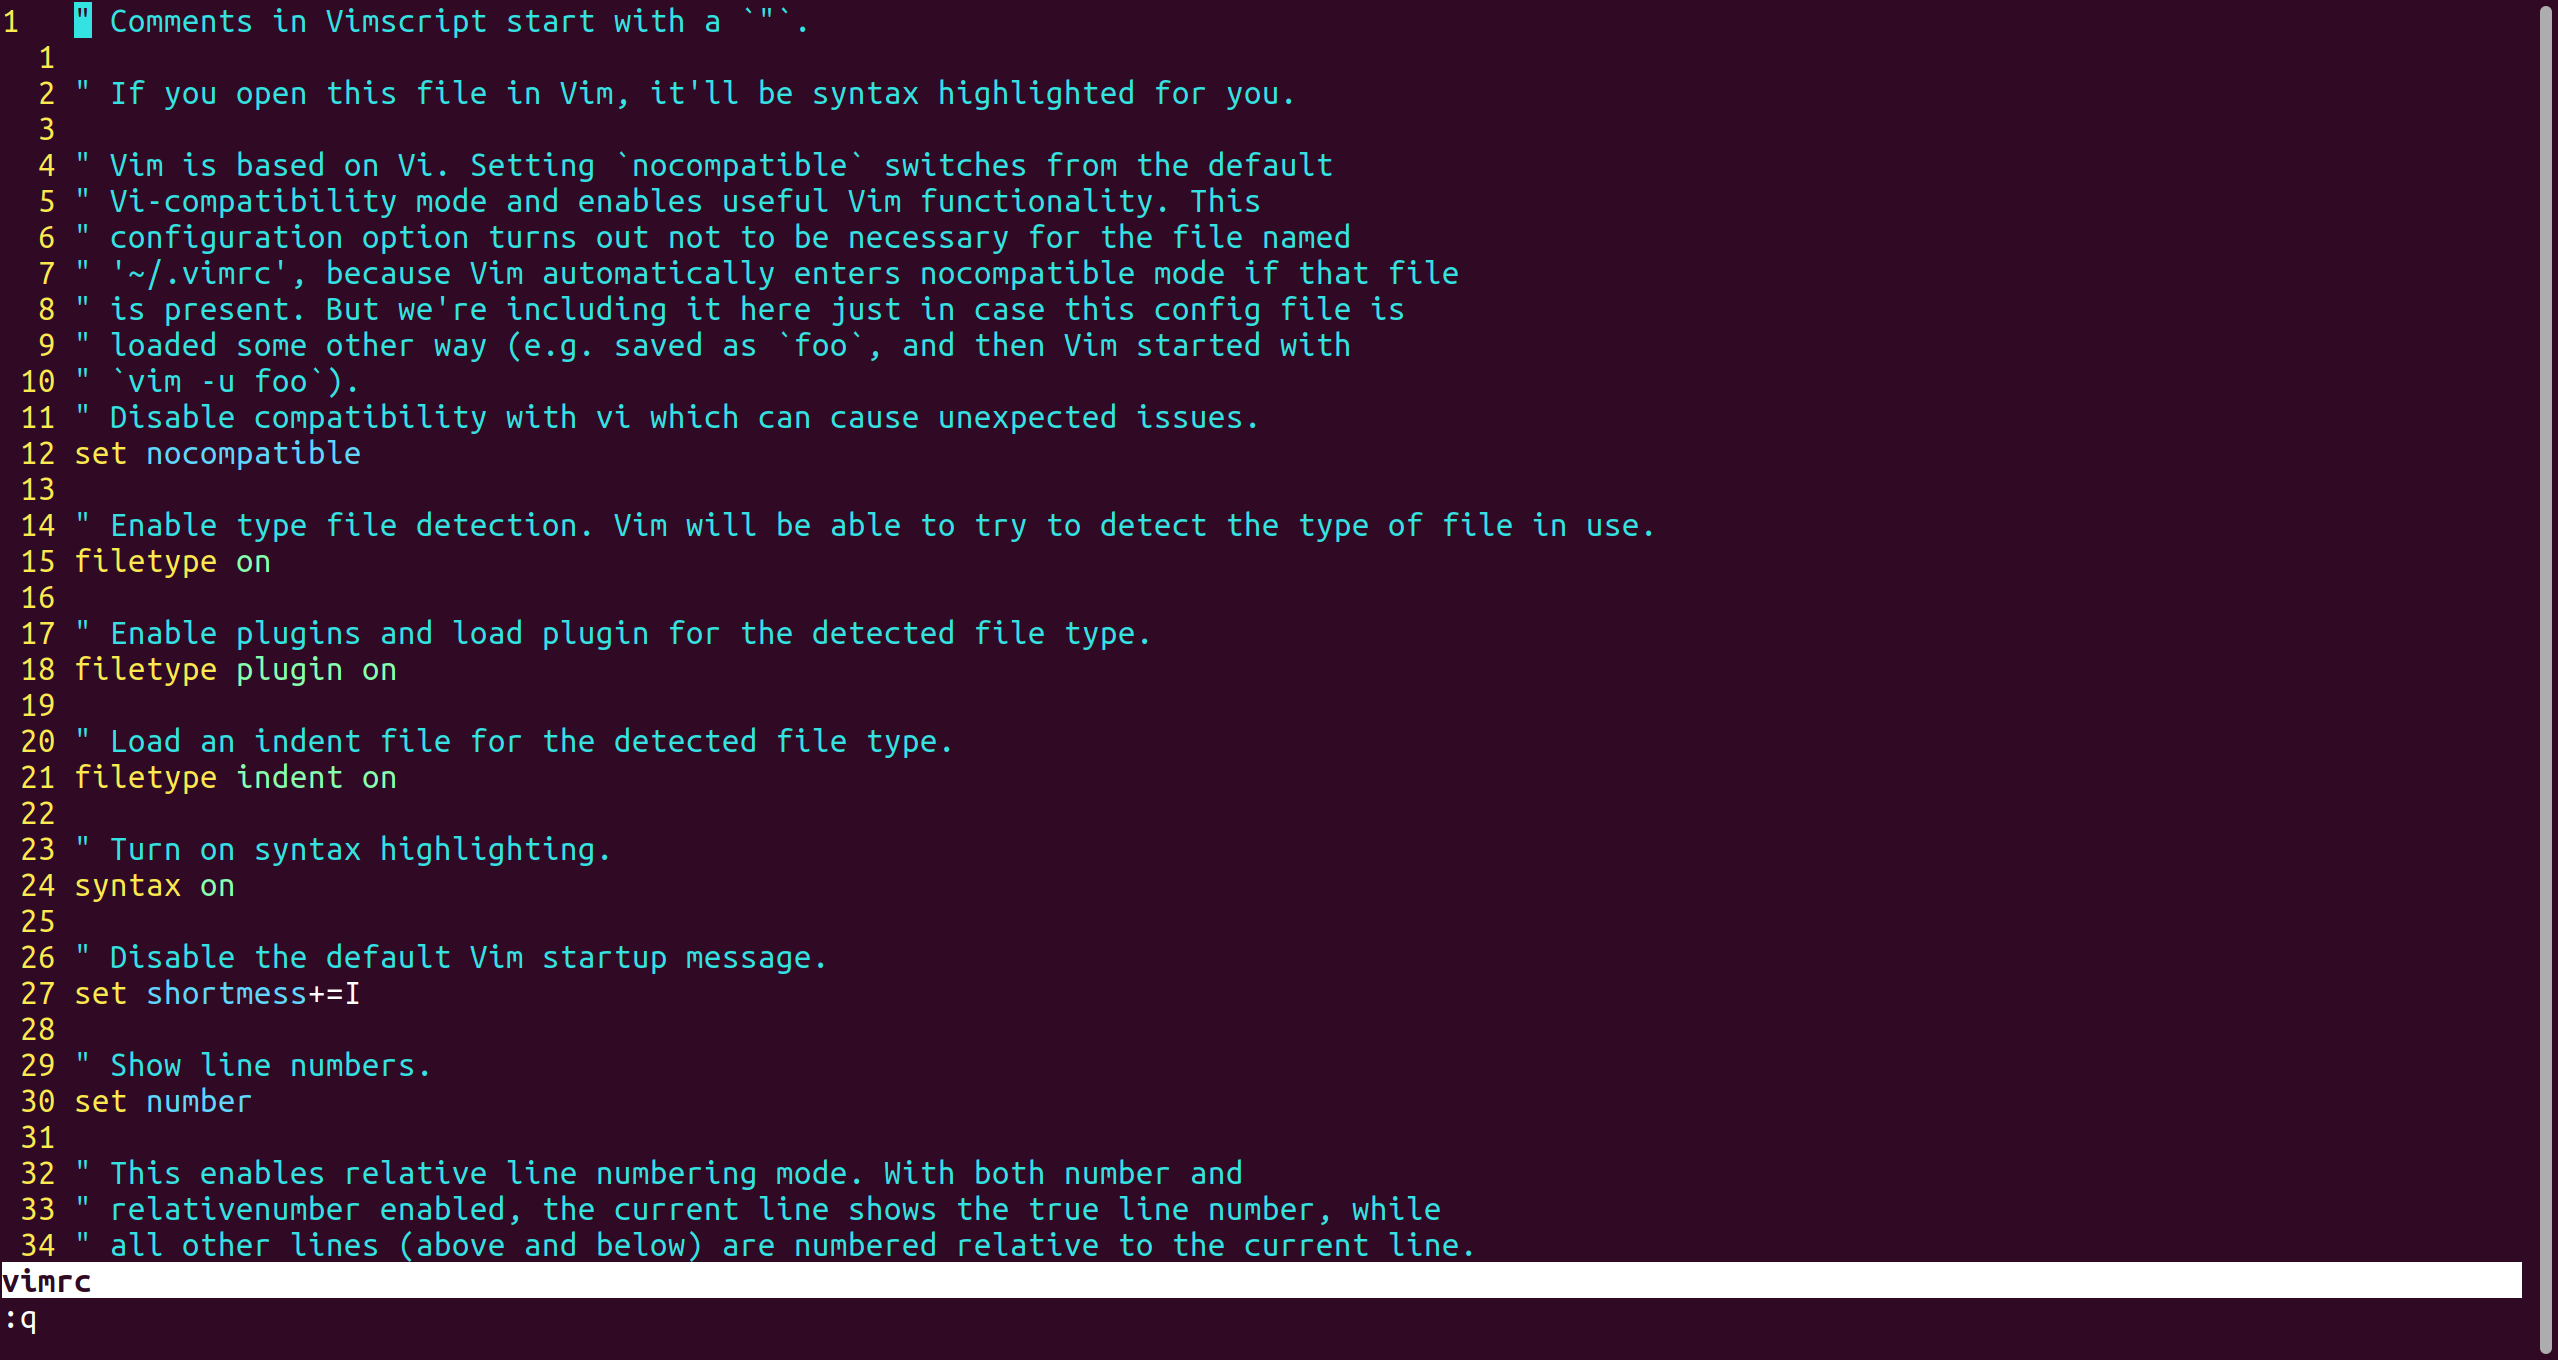 1   " Comments in Vimscript start with a `"`.
  1
  2 " If you open this file in Vim, it'll be syntax highlighted for you.
  3
  4 " Vim is based on Vi. Setting `nocompatible` switches from the default
  5 " Vi-compatibility mode and enables useful Vim functionality. This
  6 " configuration option turns out not to be necessary for the file named
  7 " '~/.vimrc', because Vim automatically enters nocompatible mode if that file
  8 " is present. But we're including it here just in case this config file is
  9 " loaded some other way (e.g. saved as `foo`, and then Vim started with
 10 " `vim -u foo`).
 11 " Disable compatibility with vi which can cause unexpected issues.
 12 set nocompatible
 13
 14 " Enable type file detection. Vim will be able to try to detect the type of file in use.
 15 filetype on
 16
 17 " Enable plugins and load plugin for the detected file type.
 18 filetype plugin on
 19
 20 " Load an indent file for the detected file type.
 21 filetype indent on
 22
 23 " Turn on syntax highlighting.
 24 syntax on
 25
 26 " Disable the default Vim startup message.
 27 set shortmess+=I
 28
 29 " Show line numbers.
 30 set number
 31
 32 " This enables relative line numbering mode. With both number and
 33 " relativenumber enabled, the current line shows the true line number, while
 34 " all other lines (above and below) are numbered relative to the current line.
vimrc
:q